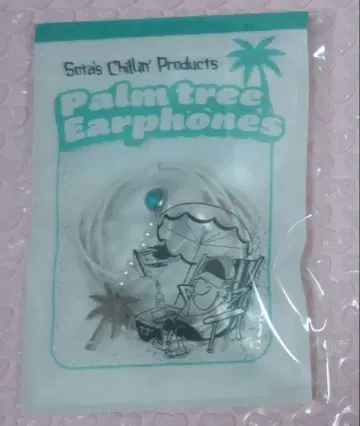 Sota's Chillin' Products
Palm tree
Earphones